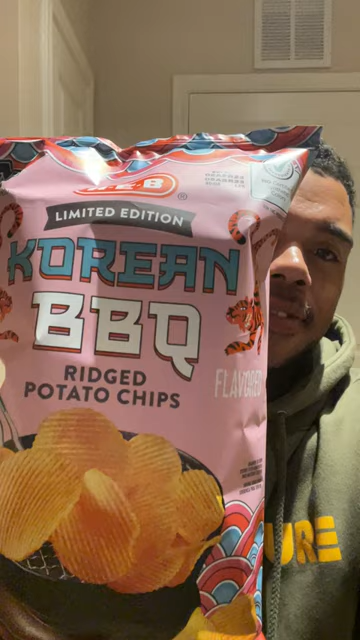 H-E-B
®
LIMITED EDITION
KOREAN
BBQ
RIDGED
POTATO CHIPS
FLAVORED
URE